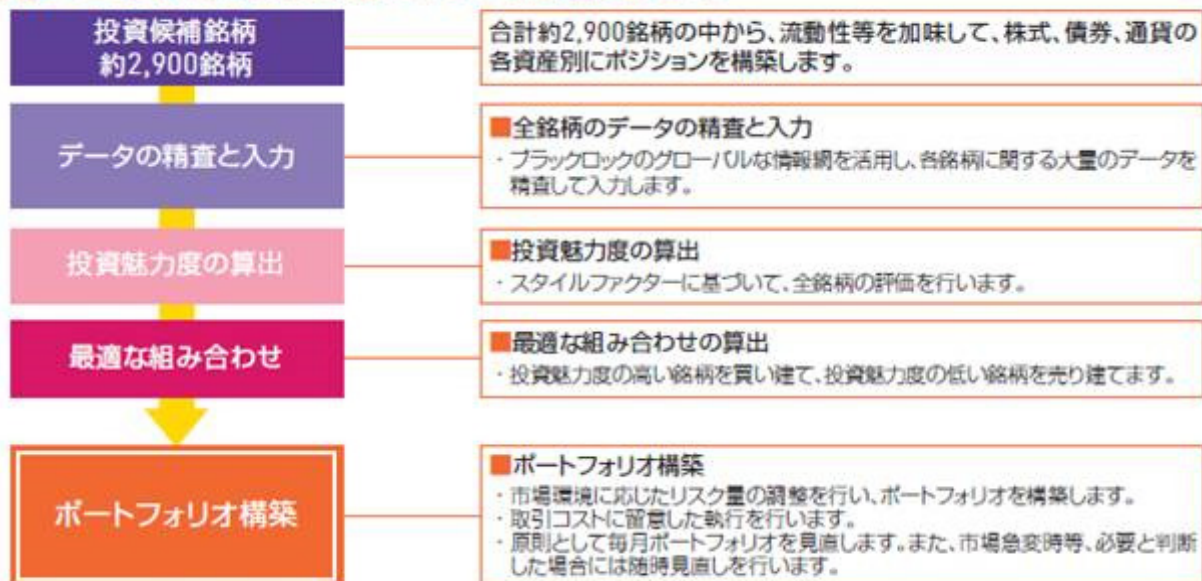 投資候補銘柄
約2,900銘柄
合計約2,900銘柄の中から、流動性等を加味して、株式、債券、通貨の
各資産別にポジションを構築します。
データの精査と入力
■全銘柄のデータの精査と入力
・ブラックロックのグローバルな情報網を活用し、各銘柄に関する大量のデータを
精査して入力します。
投資魅力度の算出
■投資魅力度の算出
・スタイルファクターに基づいて、全銘柄の評価を行います。
最適な組み合わせ
■最適な組み合わせの算出
・投資魅力度の高い銘柄を買い建て、投資魅力度の低い銘柄を売り建てます。
ポートフォリオ構築
■ポートフォリオ構築
・市場環境に応じたリスク量の調整を行い、ポートフォリオを構築します。
・取引コストに留意した執行を行います。
・原則として毎月ポートフォリオを見直します。また、市場急変時等、必要と判断
した場合には随時見直しを行います。